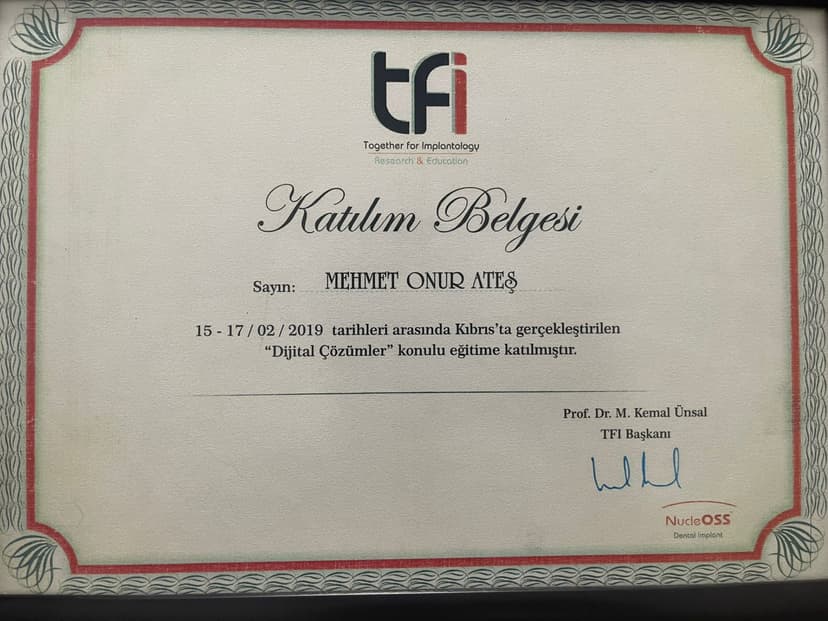 tfi
Together for Implantology
Research & Education
Katılım Belgesi
Sayın: MEHMET ONUR ATEŞ
15 - 17 / 02 / 2019 tarihleri arasında Kıbrıs'ta gerçekleştirilen
“Dijital Çözümler” konulu eğitime katılmıştır.
Prof. Dr. M. Kemal Ünsal
TFI Başkanı
NucleOSS
Dental Implant